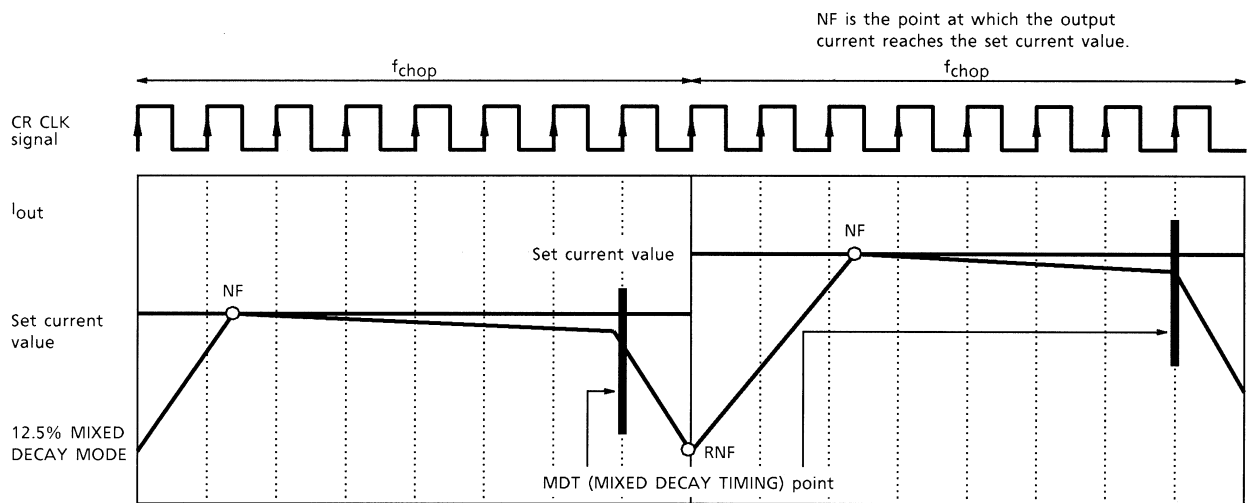 NF is the point at which the output
current reaches the set current value.
fchop
fchop
CR CLK
signal
Iout
NF
Set current value
NF
Set current
value
12.5% MIXED
DECAY MODE
RNF
MDT (MIXED DECAY TIMING) point